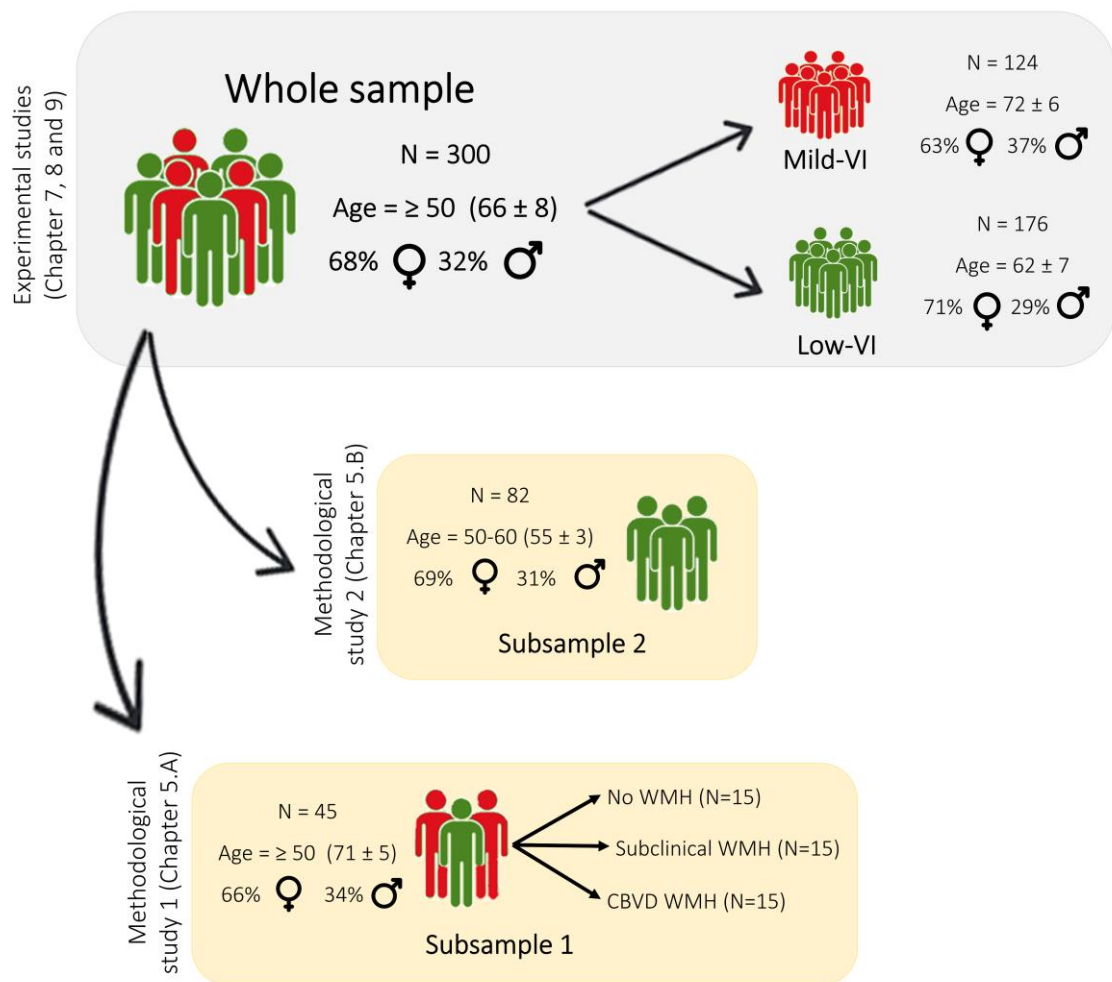 Experimental studies
(Chapter 7, 8 and 9)
Whole sample
N = 300
Age = ≥ 50 (66 ± 8)
68% ♀ 32% ♂
Mild-VI
N = 124
Age = 72 ± 6
63% ♀ 37% ♂
Low-VI
N = 176
Age = 62 ± 7
71% ♀ 29% ♂
Methodological
study 2 (Chapter 5.B)
N = 82
Age = 50-60 (55 ± 3)
69% ♀ 31% ♂
Subsample 2
Methodological
study 1 (Chapter 5.A)
N = 45
Age = ≥ 50 (71 ± 5)
66% ♀ 34% ♂
No WMH (N=15)
Subclinical WMH (N=15)
CBVD WMH (N=15)
Subsample 1